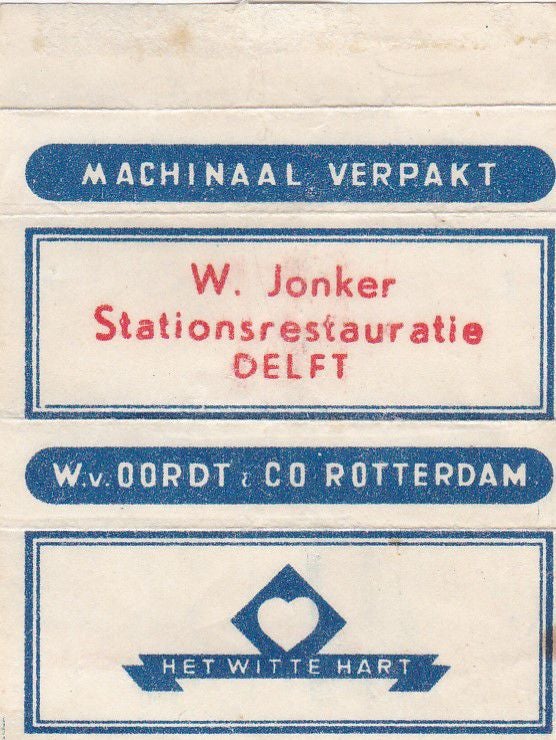 MACHINAAL VERPAKT
W. Jonker
Stationsrestauratie
DELFT
W.v. OORDT & CO ROTTERDAM
HET WITTE HART